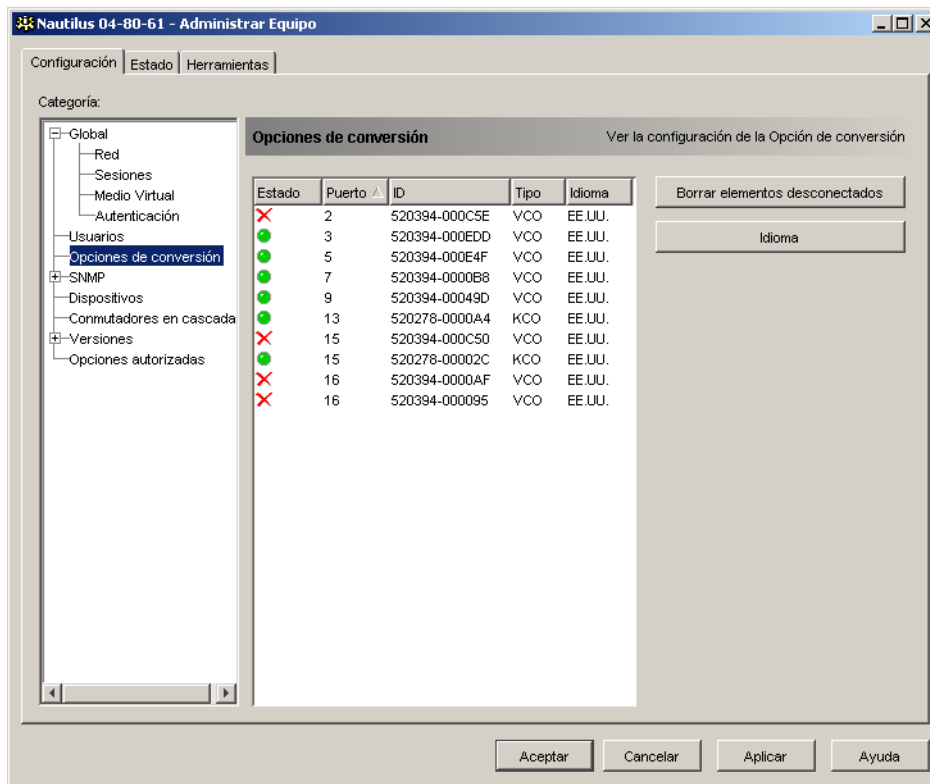 Nautilus 04-80-61 - Administrar Equipo
Configuración Estado Herramientas
Categoría:
Global
Red
Sesiones
Medio Virtual
Autenticación
Usuarios
Opciones de conversión
SNMP
Dispositivos
Conmutadores en cascada
Versiones
Opciones autorizadas
Opciones de conversión Ver la configuración de la Opción de conversión
Estado Puerto ID Tipo Idioma
2 520394-000C5E VCO EE.UU.
3 520394-000EDD VCO EE.UU.
5 520394-000E4F VCO EE.UU.
7 520394-0000B8 VCO EE.UU.
9 520394-00049D VCO EE.UU.
13 520278-0000A4 KCO EE.UU.
15 520394-000C50 VCO EE.UU.
15 520278-00002C KCO EE.UU.
16 520394-0000AF VCO EE.UU.
16 520394-000095 VCO EE.UU.
Borrar elementos desconectados
Idioma
Aceptar Cancelar Aplicar Ayuda